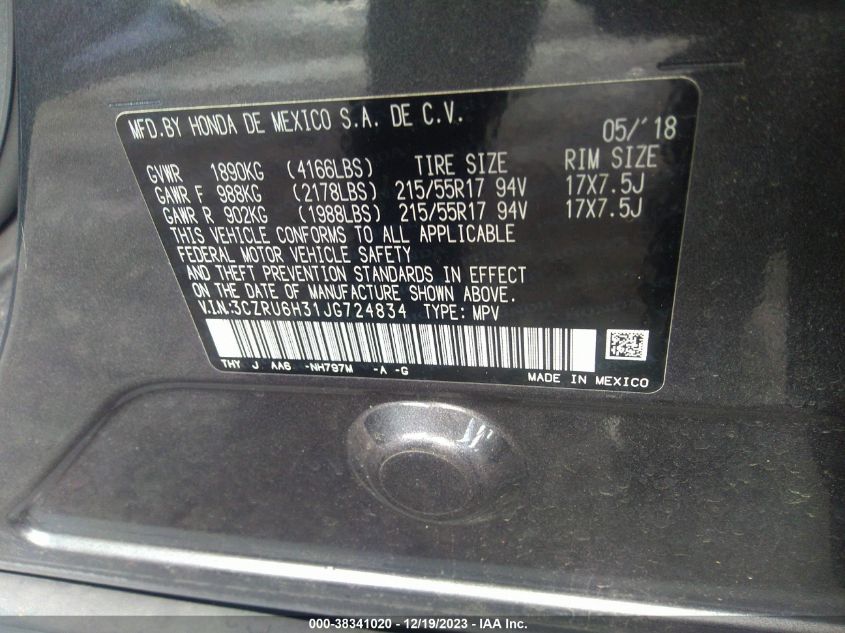 MFD.BY HONDA DE MEXICO S.A. DE C.V. 05/'18
GVWR 1890KG (4166LBS) TIRE SIZE RIM SIZE
GAWR F 988KG (2178LBS) 215/55R17 94V 17X7.5J
GAWR R 902KG (1988LBS) 215/55R17 94V 17X7.5J
THIS VEHICLE CONFORMS TO ALL APPLICABLE
FEDERAL MOTOR VEHICLE SAFETY
AND THEFT PREVENTION STANDARDS IN EFFECT
ON THE DATE OF MANUFACTURE SHOWN ABOVE.
V.I.N.:3CZRU6H31JG724834 TYPE: MPV
THY J AA6 -NH797M -A -G
MADE IN MEXICO
000-38341020 - 12/19/2023 - IAA Inc.